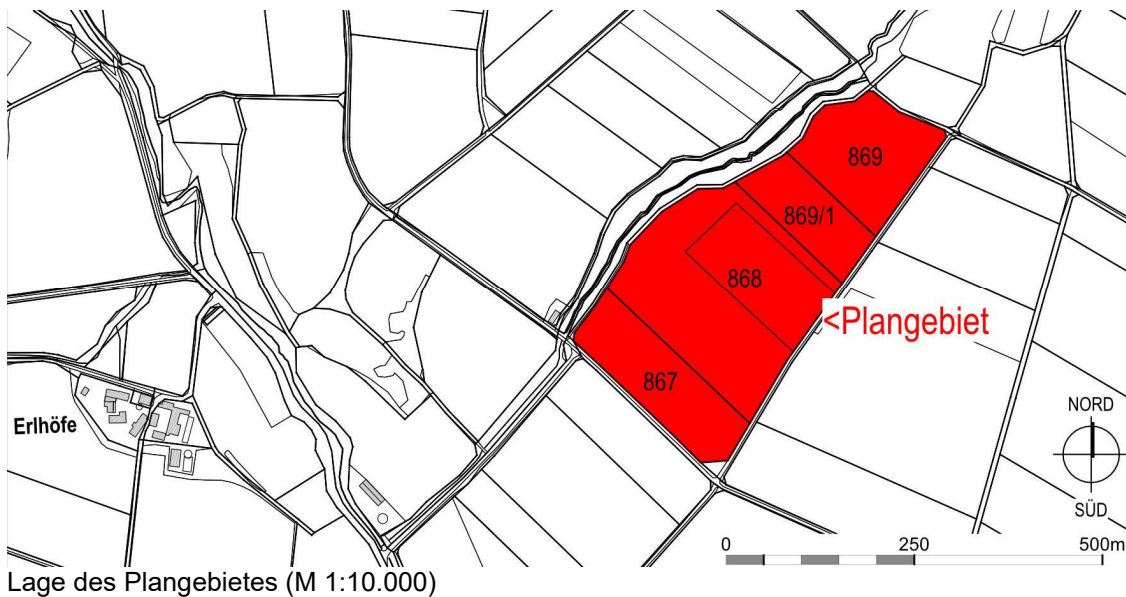 869
869/1
868
<Plangebiet
867
Erlhöfe
NORD
SÜD
0 250 500m
Lage des Plangebietes (M 1:10.000)